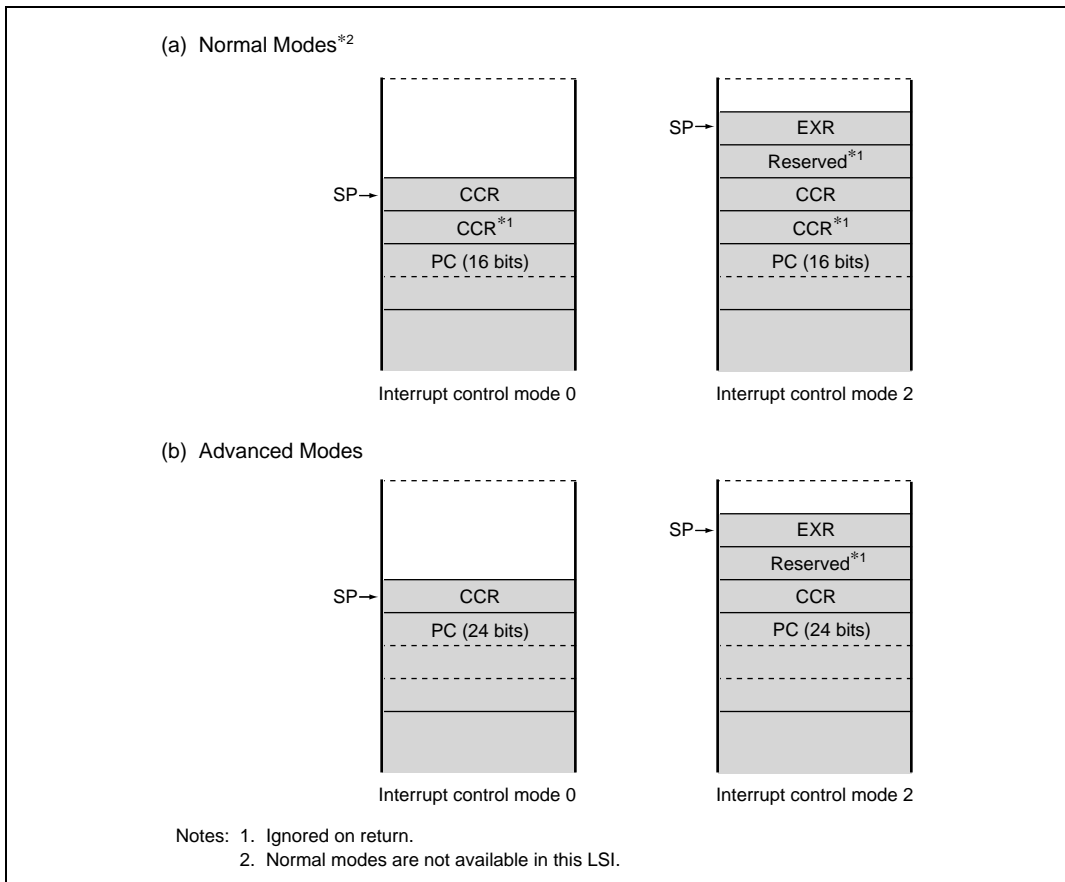 (a) Normal Modes*2
SP→ EXR
Reserved*1
SP→ CCR CCR
CCR*1 CCR*1
PC (16 bits) PC (16 bits)
Interrupt control mode 0 Interrupt control mode 2
(b) Advanced Modes
SP→ EXR
Reserved*1
SP→ CCR CCR
PC (24 bits) PC (24 bits)
Interrupt control mode 0 Interrupt control mode 2
Notes: 1. Ignored on return.
2. Normal modes are not available in this LSI.